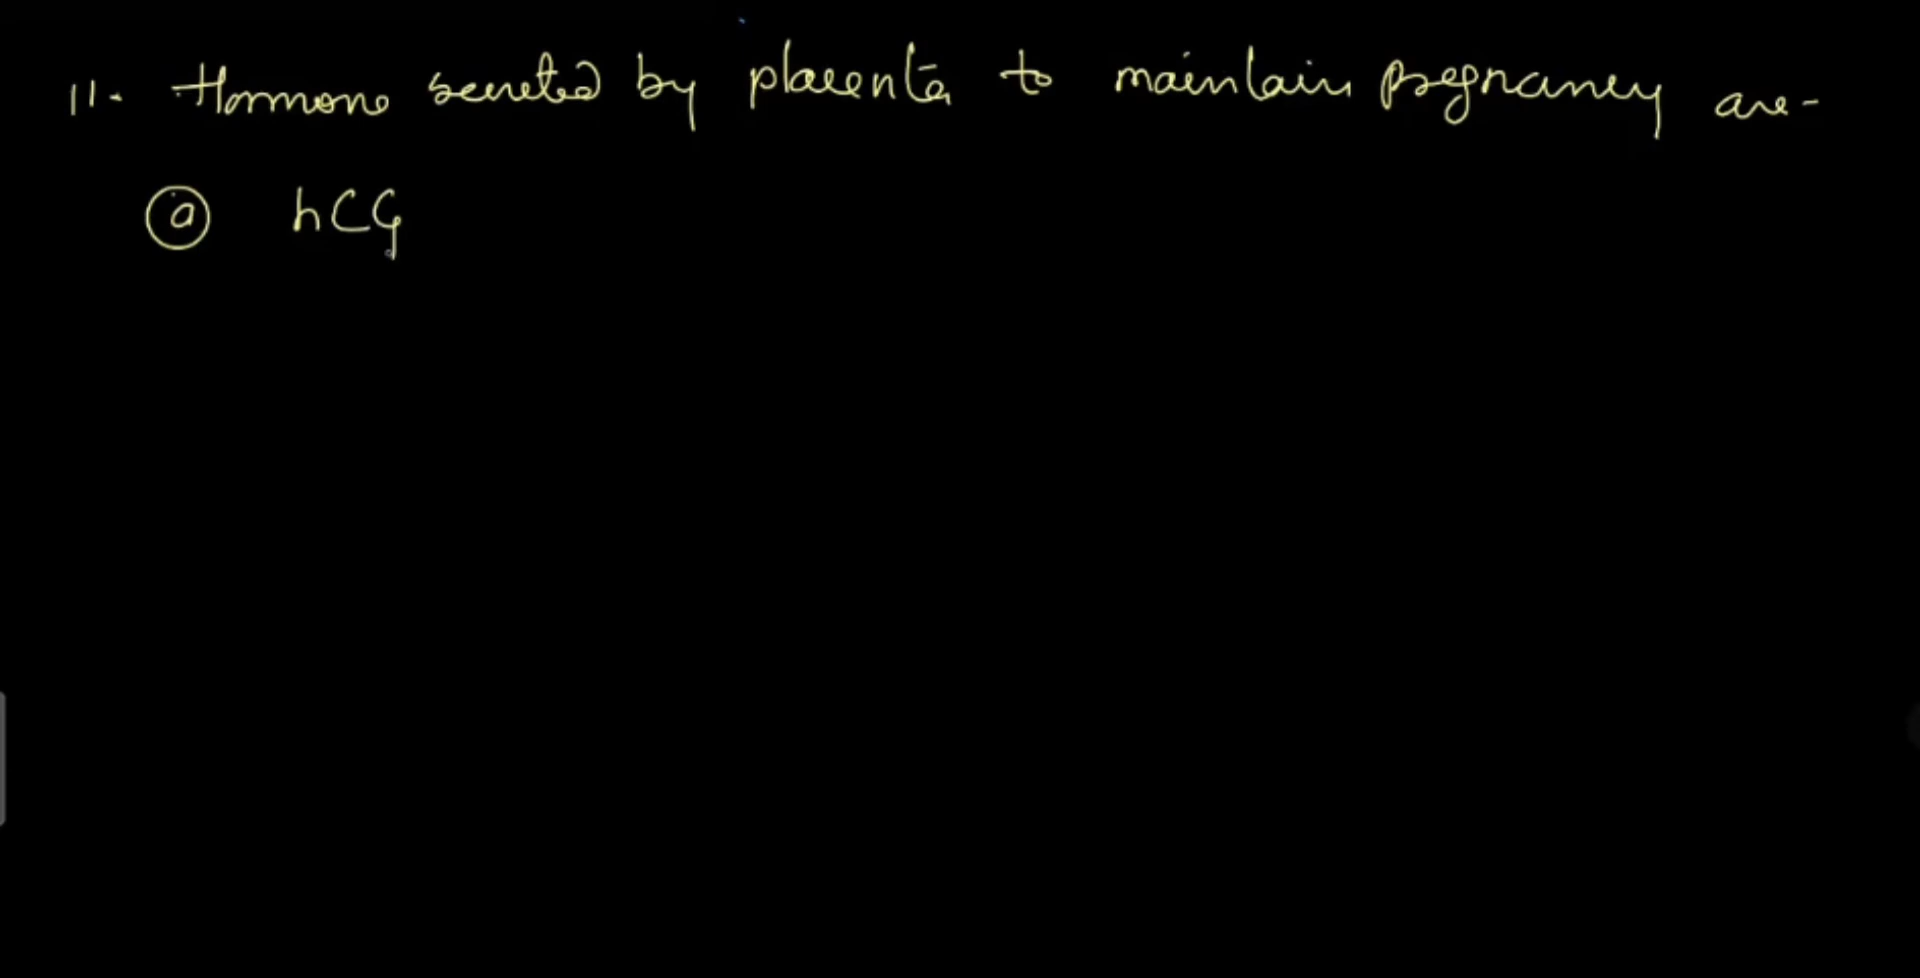 11. Hormone secreted by placenta to maintain pregnancy are-
(a) hCG